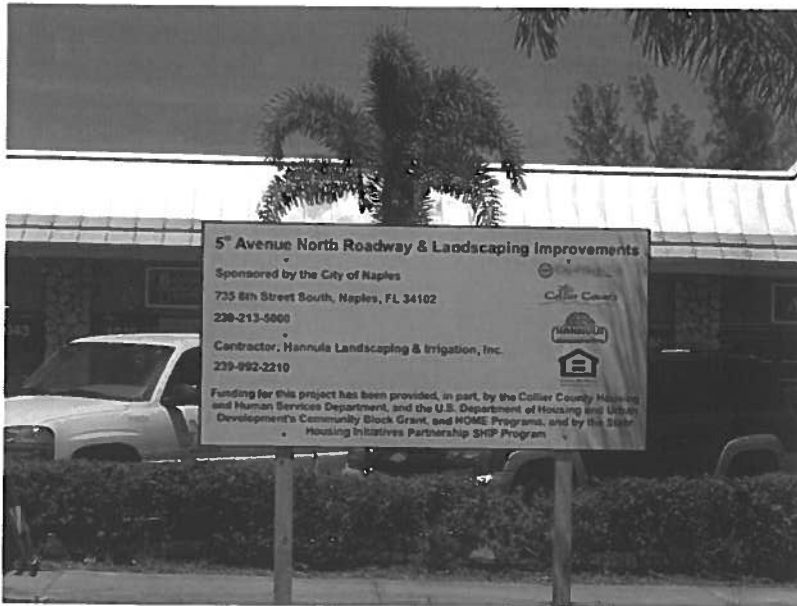 5th Avenue North Roadway & Landscaping Improvements
Sponsored by the City of Naples
735 8th Street South, Naples, FL 34102
239-213-5000
Collier County
HANNULA
Contractor: Hannula Landscaping & Irrigation, Inc.
239-992-2210
Funding for this project has been provided, in part, by the Collier County Housing
and Human Services Department, and the U.S. Department of Housing and Urban
Development's Community Block Grant, and HOME Programs, and by the State
Housing Initiatives Partnership SHIP Program